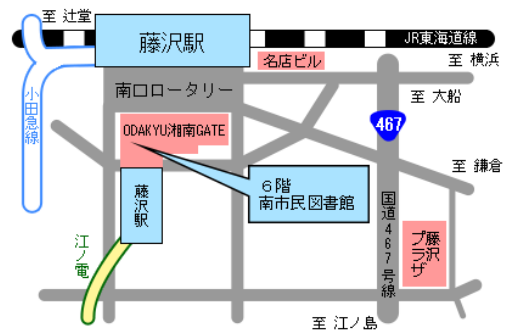 至 辻堂
藤沢駅
JR東海道線
名店ビル
至 横浜
小田急線
南口ロータリー
至 大船
ODAKYU湘南GATE
467
至 鎌倉
6階
南市民図書館
藤沢駅
国道467号線
藤沢
プラザ
江ノ電
至 江ノ島